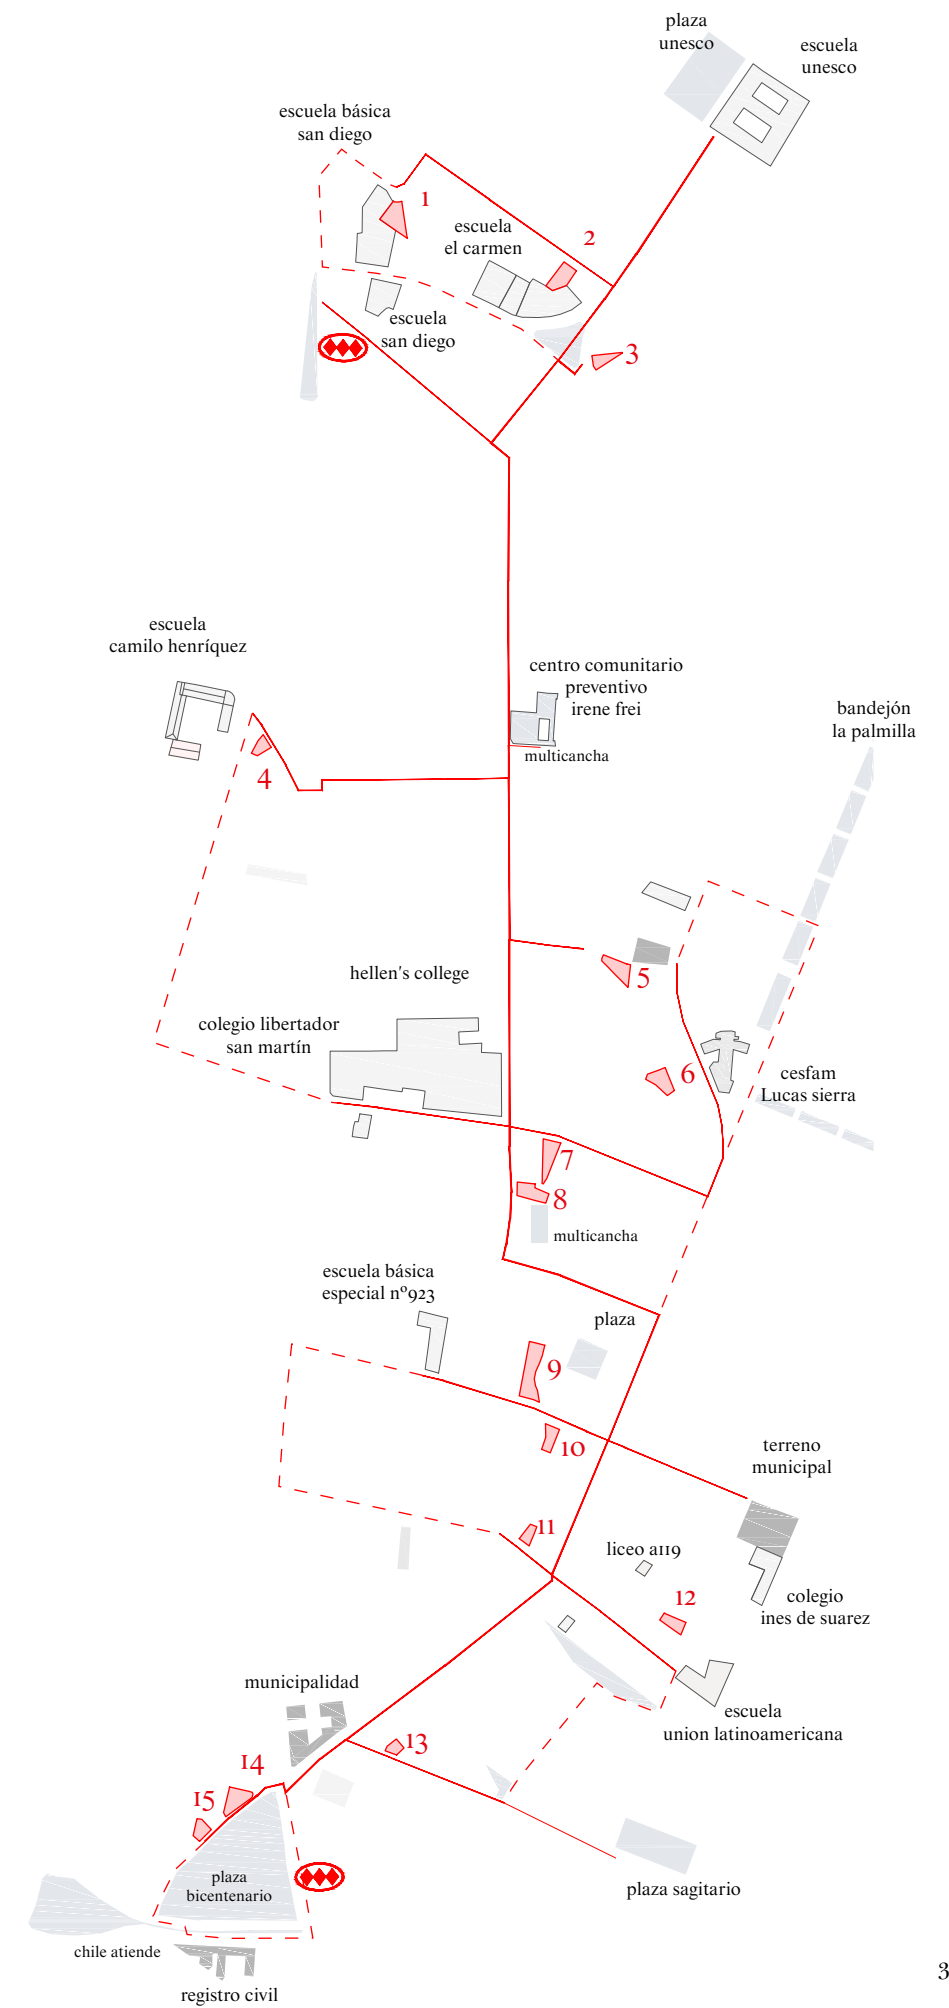 plaza
unesco
escuela
unesco
escuela básica
san diego
1
escuela
el carmen
2
escuela
san diego
3
escuela
camilo henríquez
4
centro comunitario
preventivo
irene frei
multicancha
bandejón
la palmilla
5
hellen's college
colegio libertador
san martín
6
cesfam
Lucas sierra
7
8
multicancha
escuela básica
especial nº923
plaza
9
10
terreno
municipal
11
liceo a119
12
colegio
ines de suarez
municipalidad
escuela
union latinoamericana
13
14
15
plaza
bicentenario
plaza sagitario
chile atiende
registro civil
3